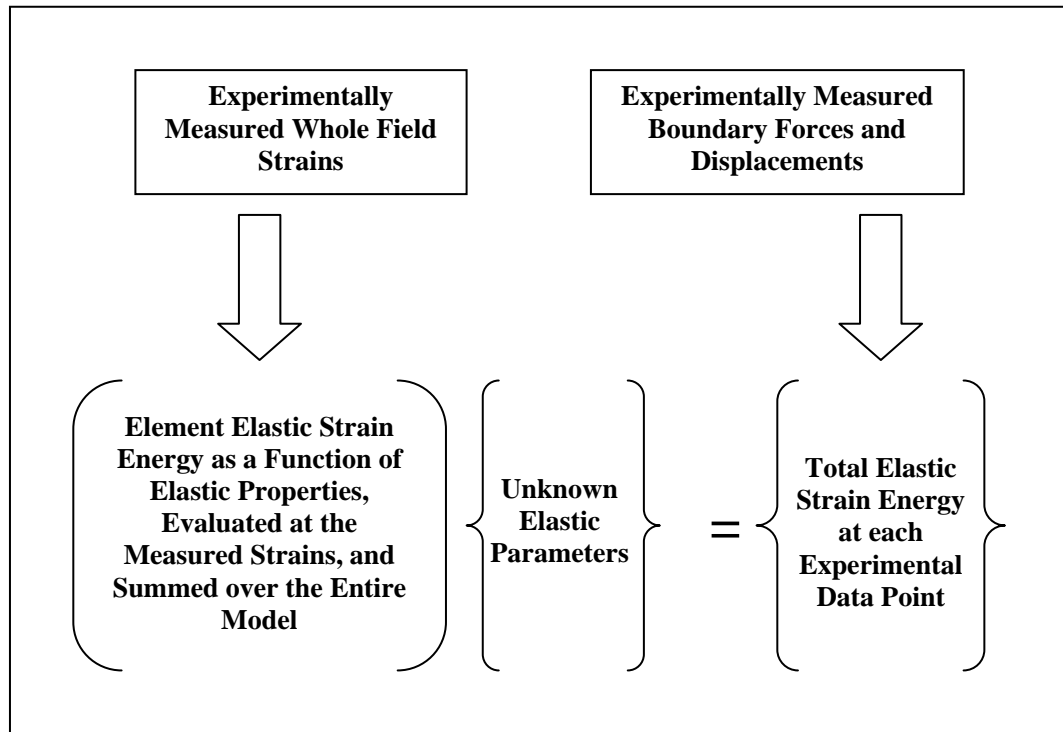 Experimentally
Measured Whole Field
Strains
Experimentally Measured
Boundary Forces and
Displacements
Element Elastic Strain
Energy as a Function of
Elastic Properties,
Evaluated at the
Measured Strains, and
Summed over the Entire
Model
Unknown
Elastic
Parameters
=
Total Elastic
Strain Energy
at each
Experimental
Data Point